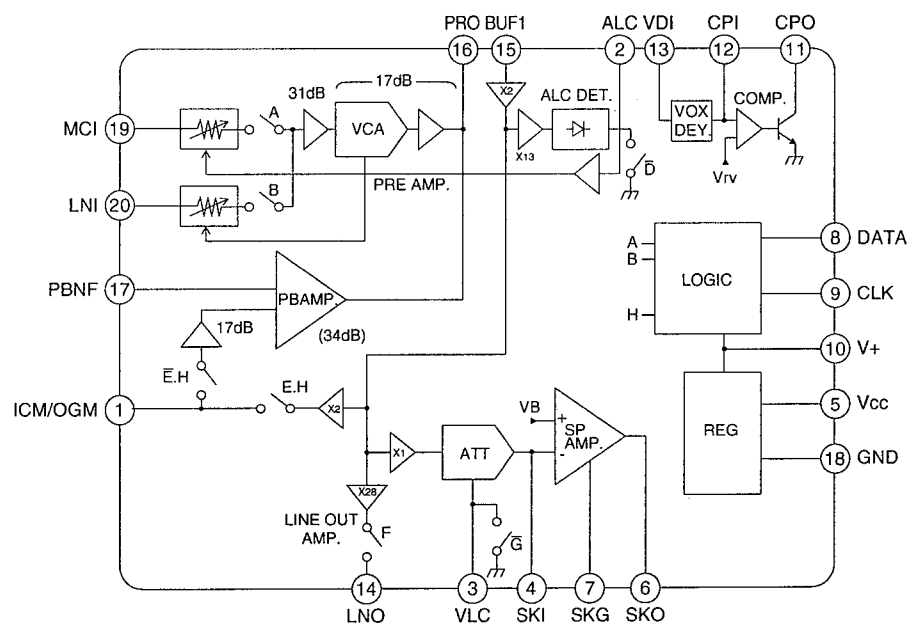 PRO BUF1 ALC VDI CPI CPO
16 15 2 13 12 11
17dB
31dB
X2
ALC DET.
COMP.
VOX
DEY.
MCI 19
A
VCA
X13
Vrv
D̅
PRE AMP.
LNI 20
B
8 DATA
A
B
LOGIC
PBNF 17
PBAMP.
9 CLK
H
17dB
(34dB)
10 V+
E̅.H
E.H
ICM/OGM 1
X2
5 Vcc
VB
+
SP
AMP.
-
REG
X1
ATT
18 GND
X28
LINE OUT
AMP.
F
G̅
14 3 4 7 6
LNO VLC SKI SKG SKO